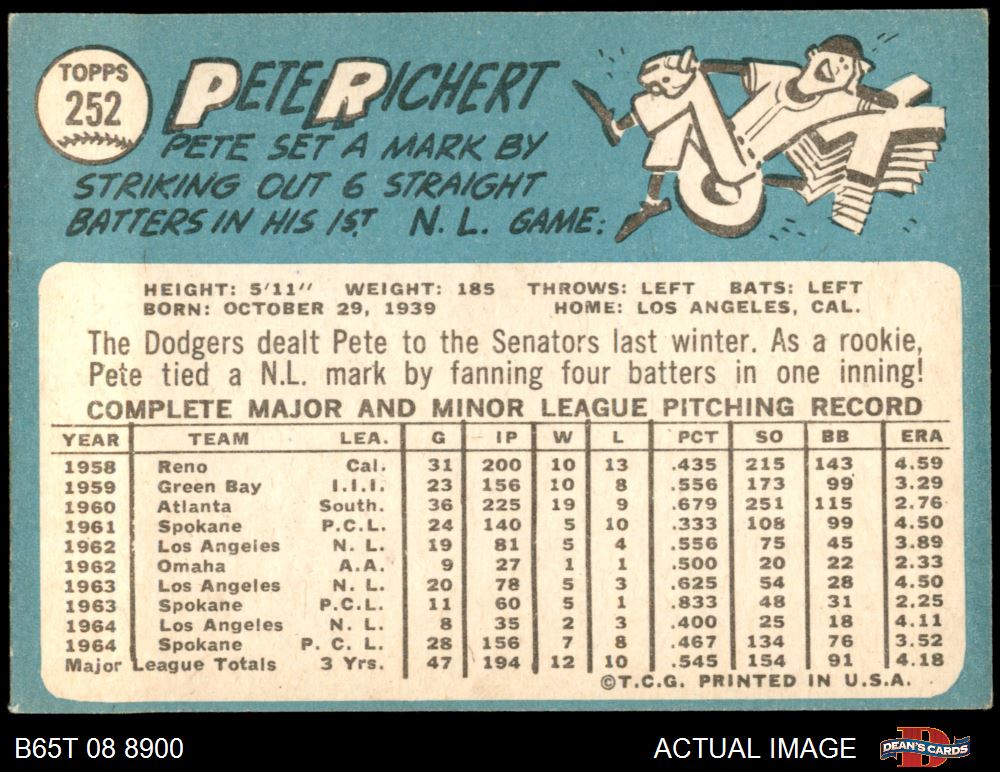 TOPPS
252
PETE RICHERT
PETE SET A MARK BY
STRIKING OUT 6 STRAIGHT
BATTERS IN HIS 1ST N. L. GAME:
HEIGHT: 5'11" WEIGHT: 185 THROWS: LEFT BATS: LEFT
BORN: OCTOBER 29, 1939 HOME: LOS ANGELES, CAL.
The Dodgers dealt Pete to the Senators last winter. As a rookie,
Pete tied a N.L. mark by fanning four batters in one inning!
COMPLETE MAJOR AND MINOR LEAGUE PITCHING RECORD
YEAR TEAM LEA. G IP W L PCT SO BB ERA
1958 Reno Cal. 31 200 10 13 .435 215 143 4.59
1959 Green Bay I.I.I. 23 156 10 8 .556 173 99 3.29
1960 Atlanta South. 36 225 19 9 .679 251 115 2.76
1961 Spokane P.C.L. 24 140 5 10 .333 108 99 4.50
1962 Los Angeles N. L. 19 81 5 4 .556 75 45 3.89
1962 Omaha A.A. 9 27 1 1 .500 20 22 2.33
1963 Los Angeles N. L. 20 78 5 3 .625 54 28 4.50
1963 Spokane P.C.L. 11 60 5 1 .833 48 31 2.25
1964 Los Angeles N. L. 8 35 2 3 .400 25 18 4.11
1964 Spokane P. C. L. 28 156 7 8 .467 134 76 3.52
Major League Totals 3 Yrs. 47 194 12 10 .545 154 91 4.18
©T.C.G. PRINTED IN U.S.A.
B65T 08 8900 ACTUAL IMAGE D DEAN'S CARDS